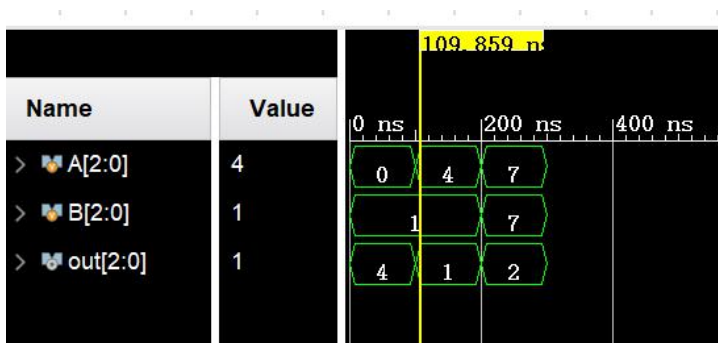 109.859 ns
Name Value
0 ns 200 ns 400 ns
A[2:0] 4 0 4 7
B[2:0] 1 1 7
out[2:0] 1 4 1 2